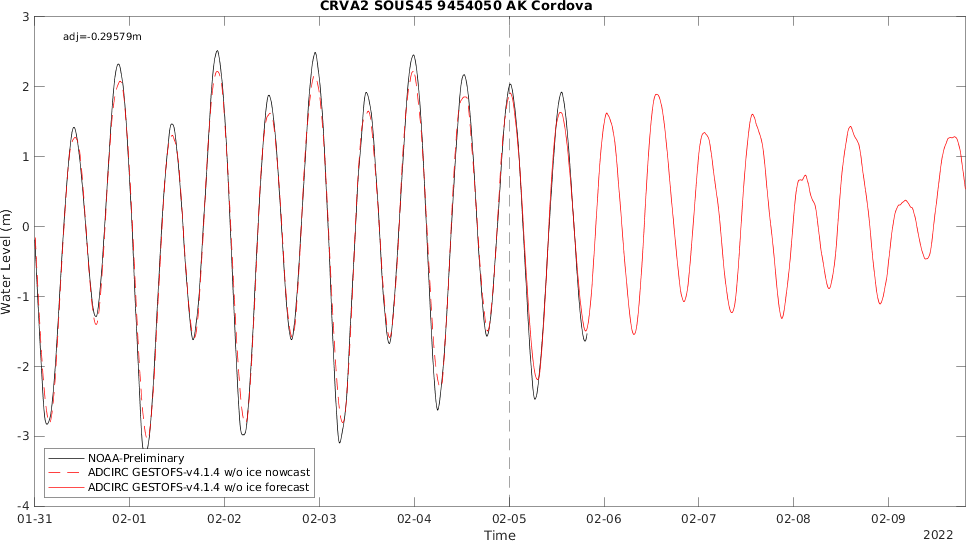 CRVA2 SOUS45 9454050 AK Cordova
adj=-0.29579m
3
2
1
0
-1
-2
-3
-4
Water Level (m)
NOAA-Preliminary
ADCIRC GESTOFS-v4.1.4 w/o ice nowcast
ADCIRC GESTOFS-v4.1.4 w/o ice forecast
01-31 02-01 02-02 02-03 02-04 02-05 02-06 02-07 02-08 02-09
Time
2022